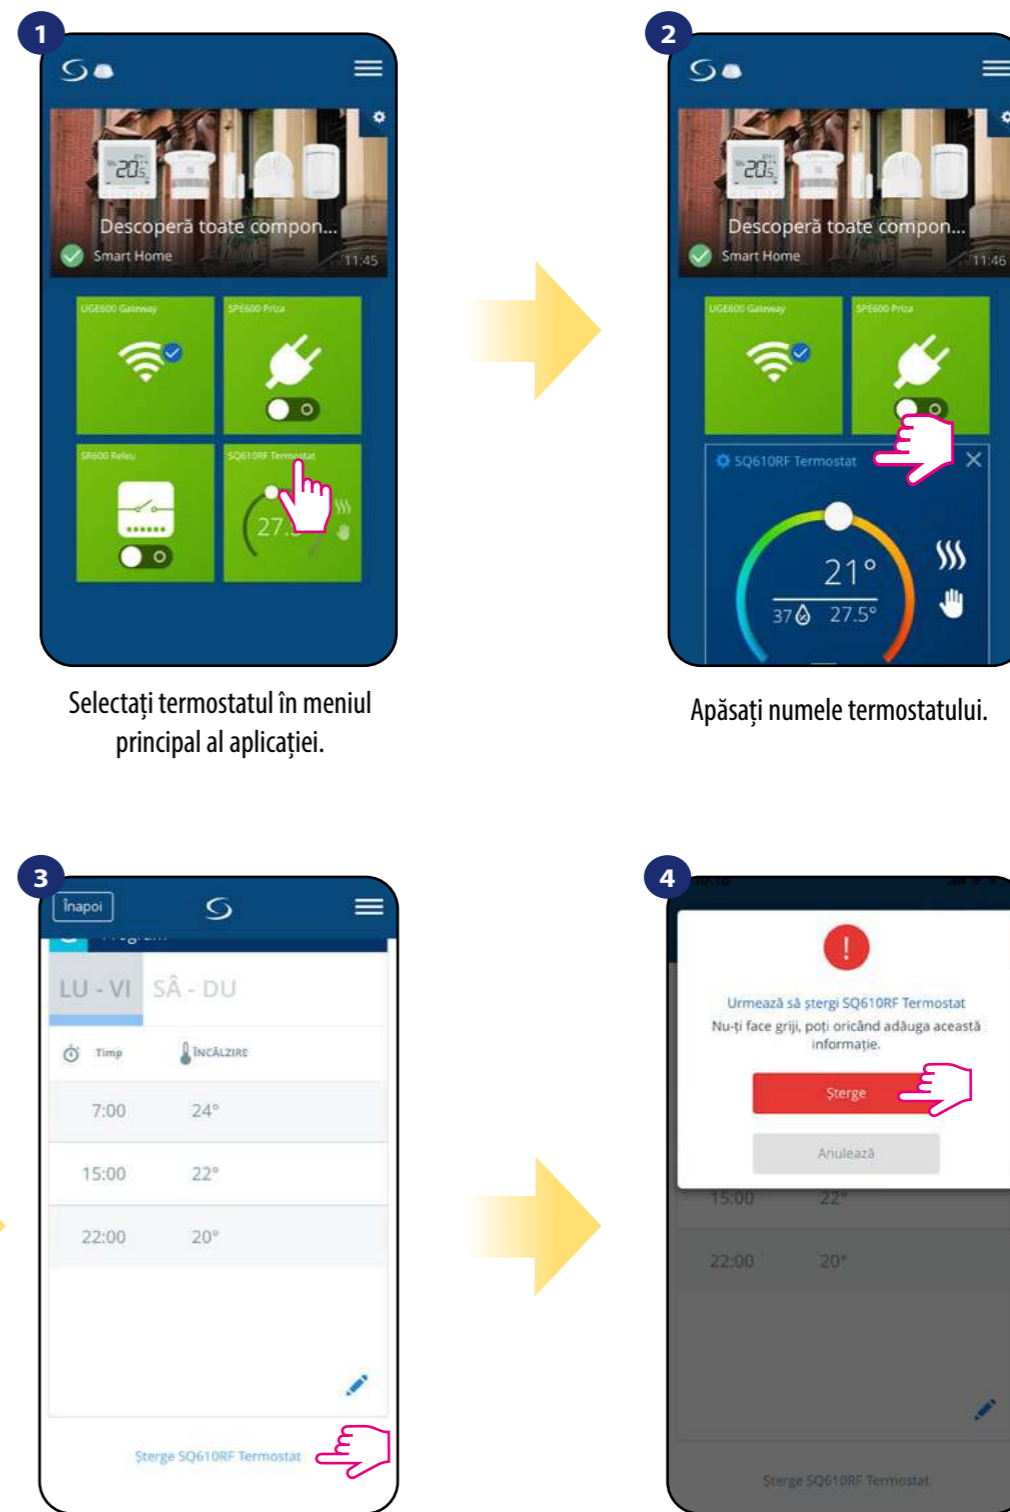 1
20.5
Descoperă toate compon...
Smart Home
11:45
UGE600 Gateway
SPE600 Priza
SR600 Releu
SQ610RF Termostat
Selectați termostatul în meniul
principal al aplicației.
2
20.5
Descoperă toate compon...
Smart Home
11:46
UGE600 Gateway
SPE600 Priza
SQ610RF Termostat
21°
37 27.5°
Apăsați numele termostatului.
3
Înapoi
LU - VI SÂ - DU
Timp ÎNCĂLZIRE
7:00 24°
15:00 22°
22:00 20°
Șterge SQ610RF Termostat
4
Urmează să ștergi SQ610RF Termostat
Nu-ți face griji, poți oricând adăuga această
informație.
Șterge
Anulează
15:00 22°
22:00 20°
Șterge SQ610RF Termostat